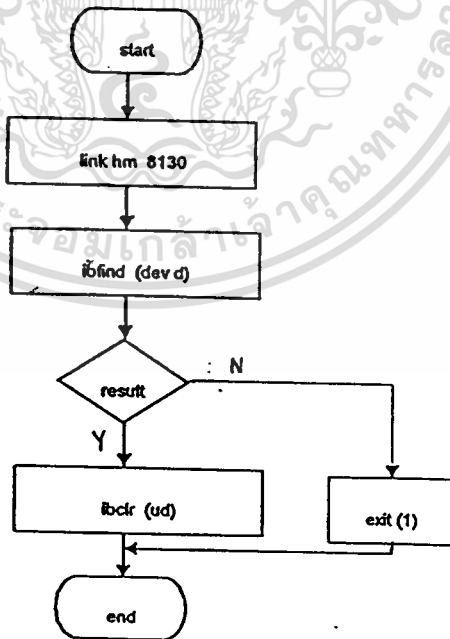 start
link hm 8130
ibfind (dev d)
result
: N
Y
ibclr (ud)
exit (1)
end